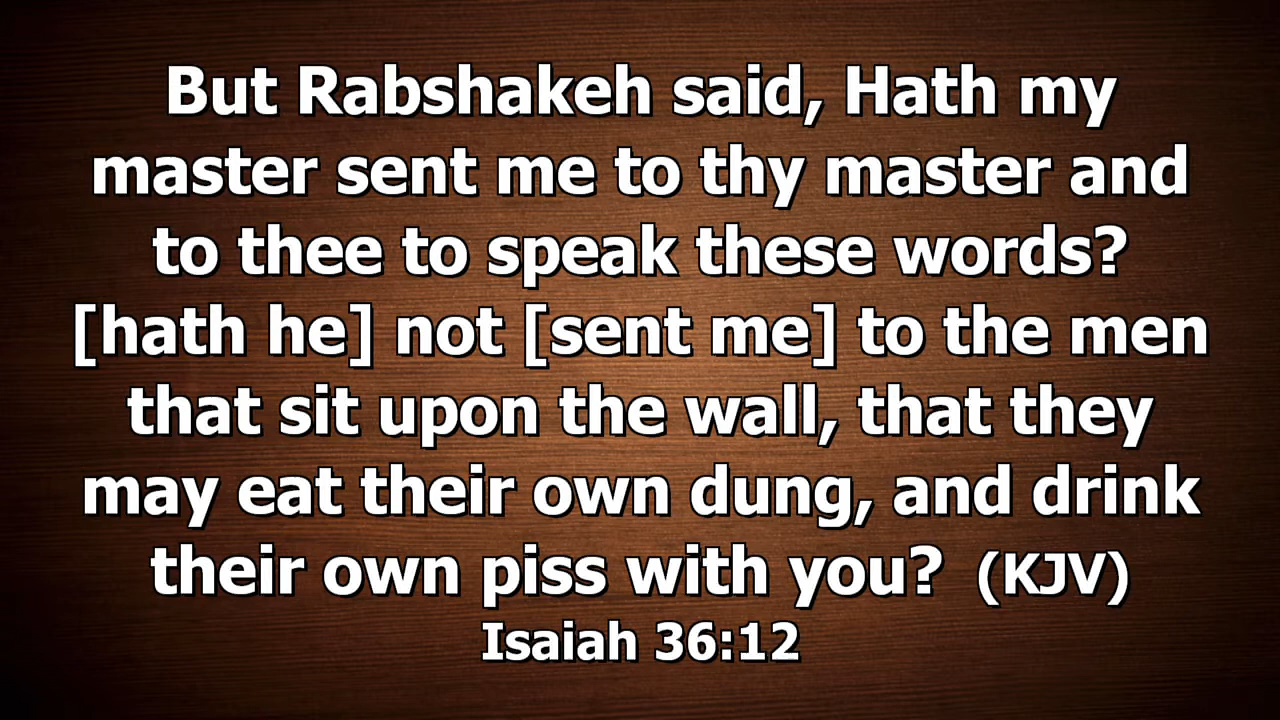 But Rabshakeh said, Hath my
master sent me to thy master and
to thee to speak these words?
[hath he] not [sent me] to the men
that sit upon the wall, that they
may eat their own dung, and drink
their own piss with you? (KJV)
Isaiah 36:12